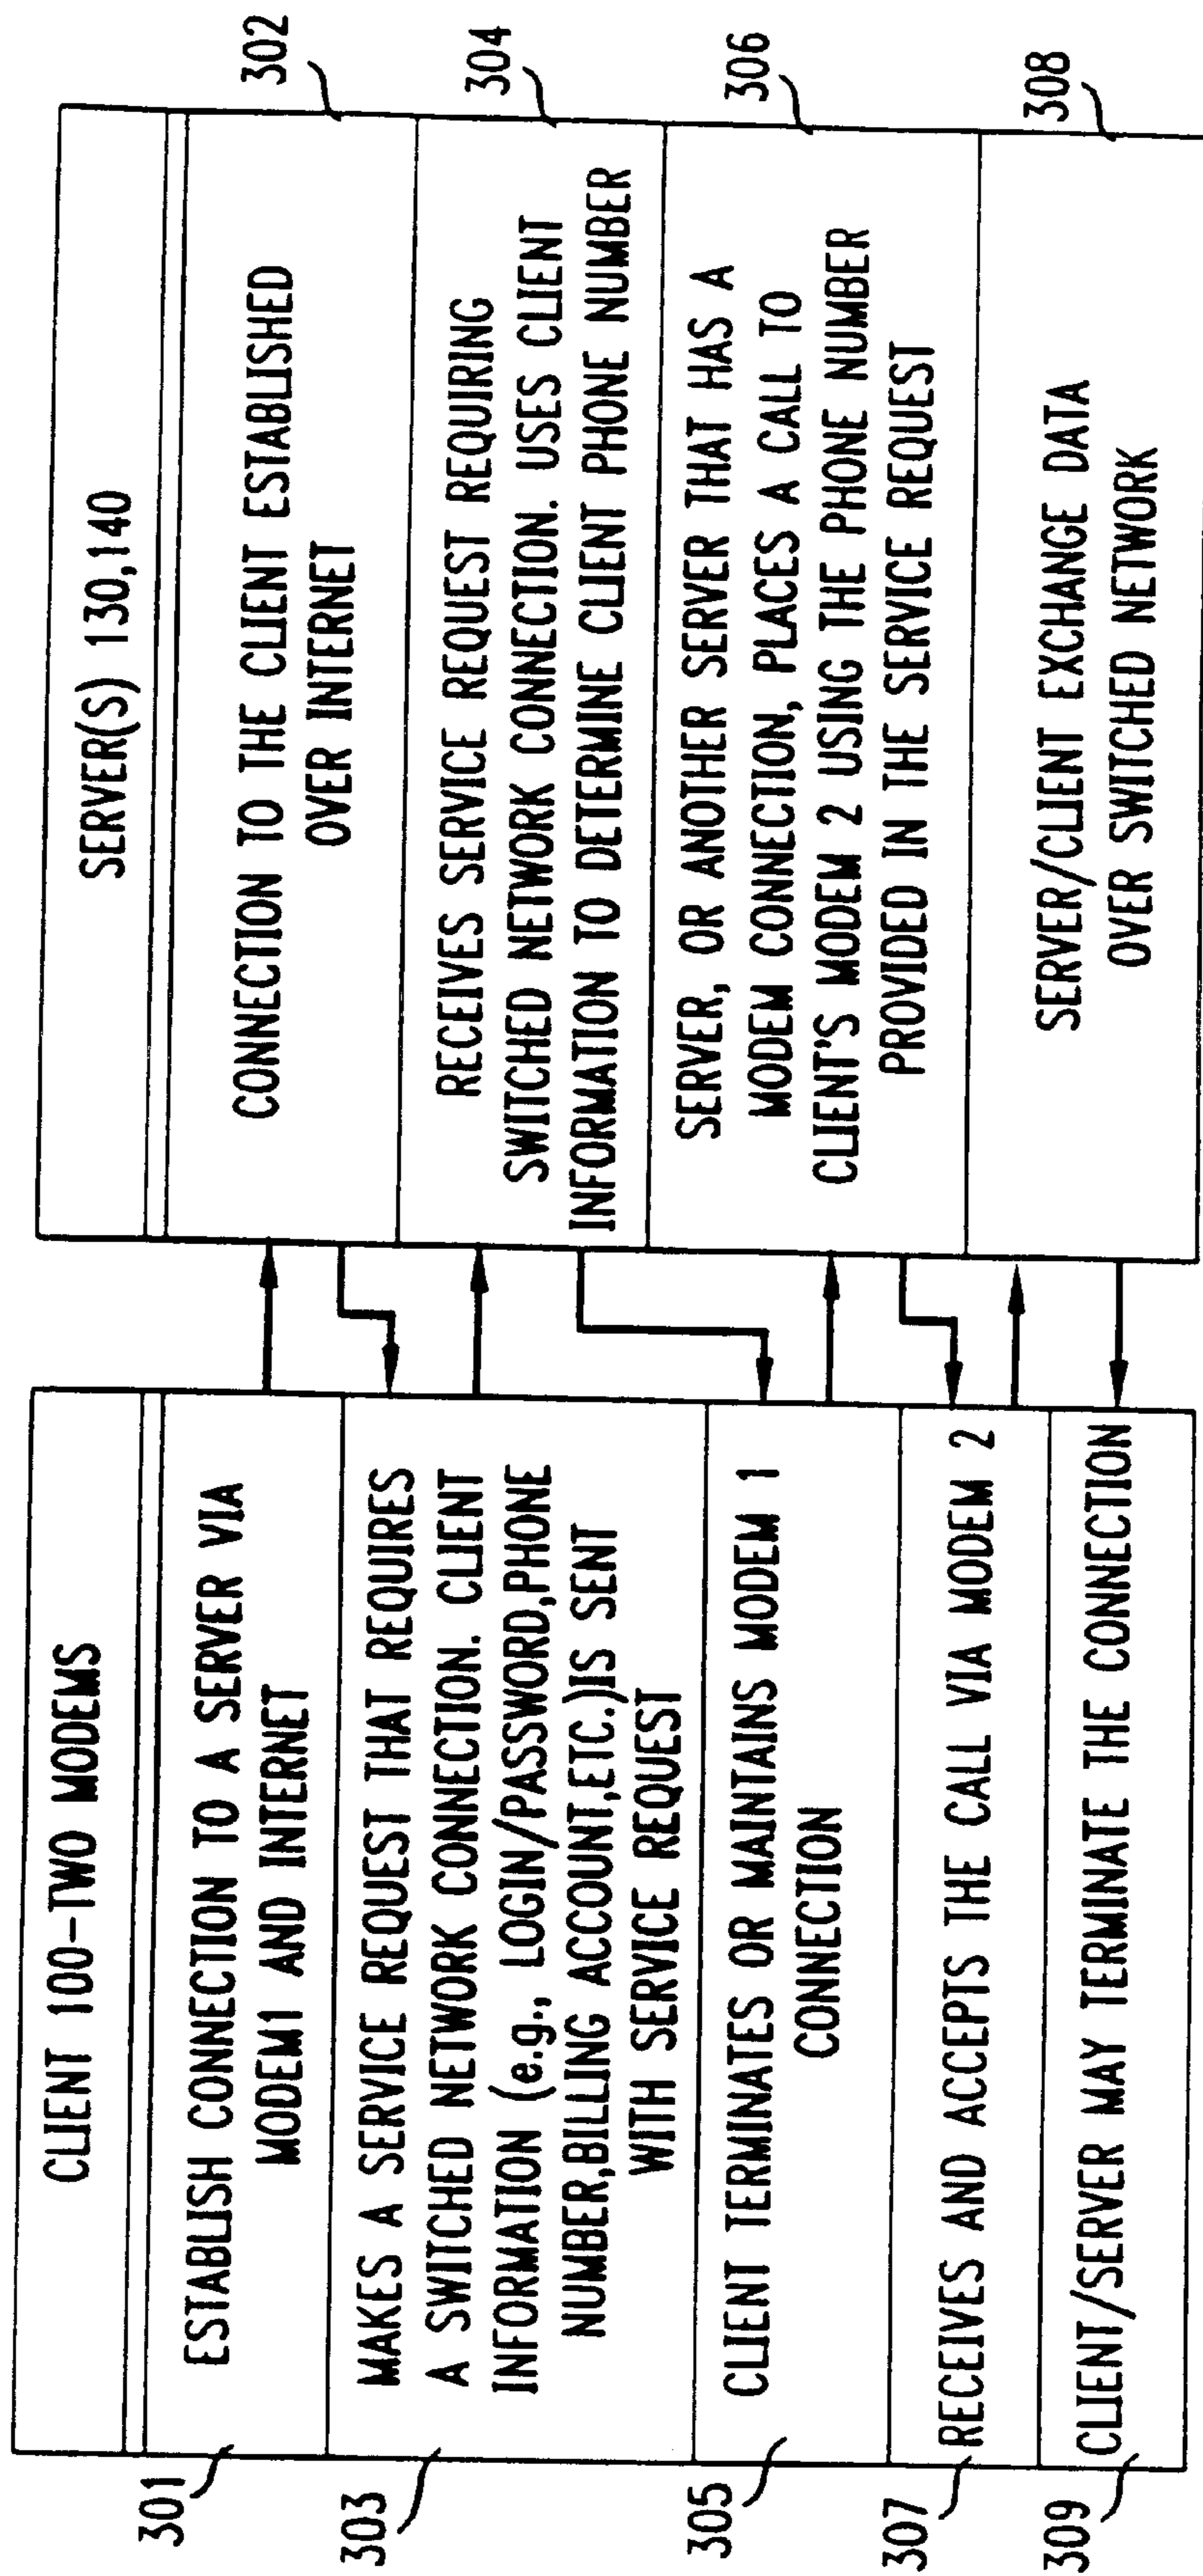 CLIENT 100-TWO MODEMS
301
ESTABLISH CONNECTION TO A SERVER VIA
MODEM1 AND INTERNET
303
MAKES A SERVICE REQUEST THAT REQUIRES
A SWITCHED NETWORK CONNECTION. CLIENT
INFORMATION (e.g., LOGIN/PASSWORD,PHONE
NUMBER,BILLING ACCOUNT,ETC.)IS SENT
WITH SERVICE REQUEST
305
CLIENT TERMINATES OR MAINTAINS MODEM 1
CONNECTION
307
RECEIVES AND ACCEPTS THE CALL VIA MODEM 2
309
CLIENT/SERVER MAY TERMINATE THE CONNECTION
SERVER(S) 130,140
302
CONNECTION TO THE CLIENT ESTABLISHED
OVER INTERNET
304
RECEIVES SERVICE REQUEST REQUIRING
SWITCHED NETWORK CONNECTION. USES CLIENT
INFORMATION TO DETERMINE CLIENT PHONE NUMBER
306
SERVER, OR ANOTHER SERVER THAT HAS A
MODEM CONNECTION, PLACES A CALL TO
CLIENT'S MODEM 2 USING THE PHONE NUMBER
PROVIDED IN THE SERVICE REQUEST
308
SERVER/CLIENT EXCHANGE DATA
OVER SWITCHED NETWORK